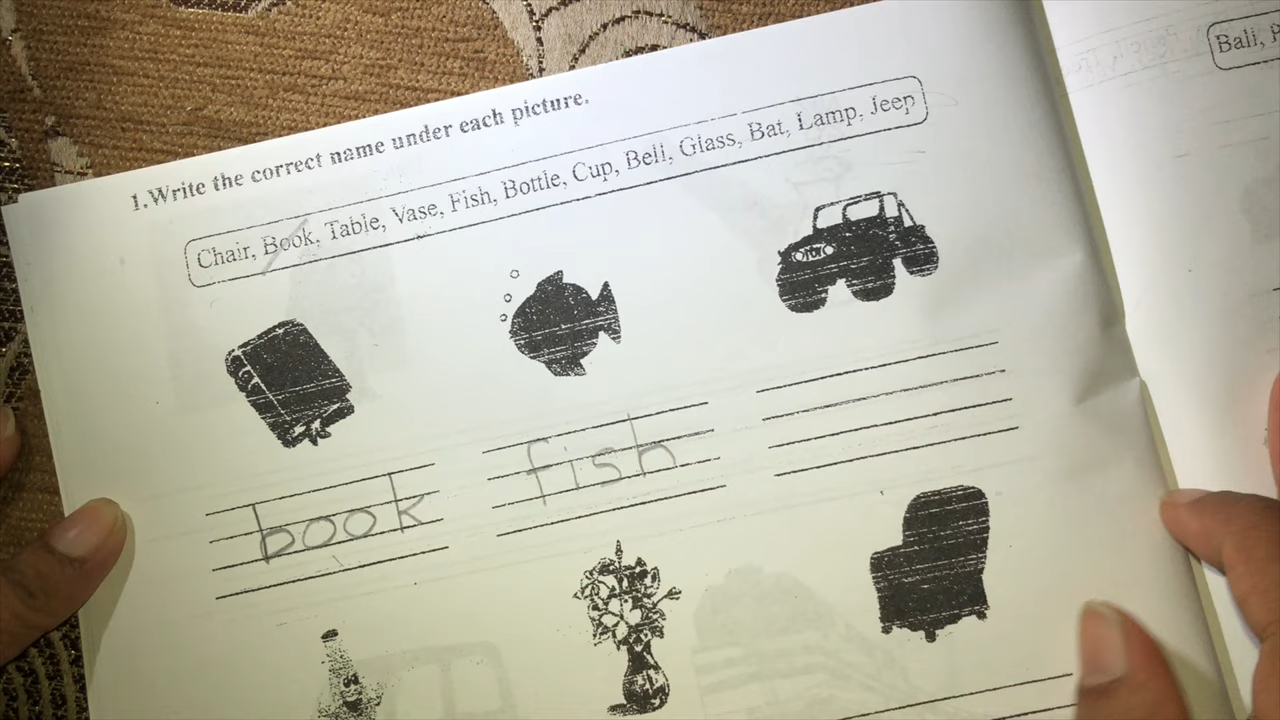 1.Write the correct name under each picture.
Chair, Book, Table, Vase, Fish, Bottle, Cup, Bell, Glass, Bat, Lamp, Jeep
Ball,
book
fish